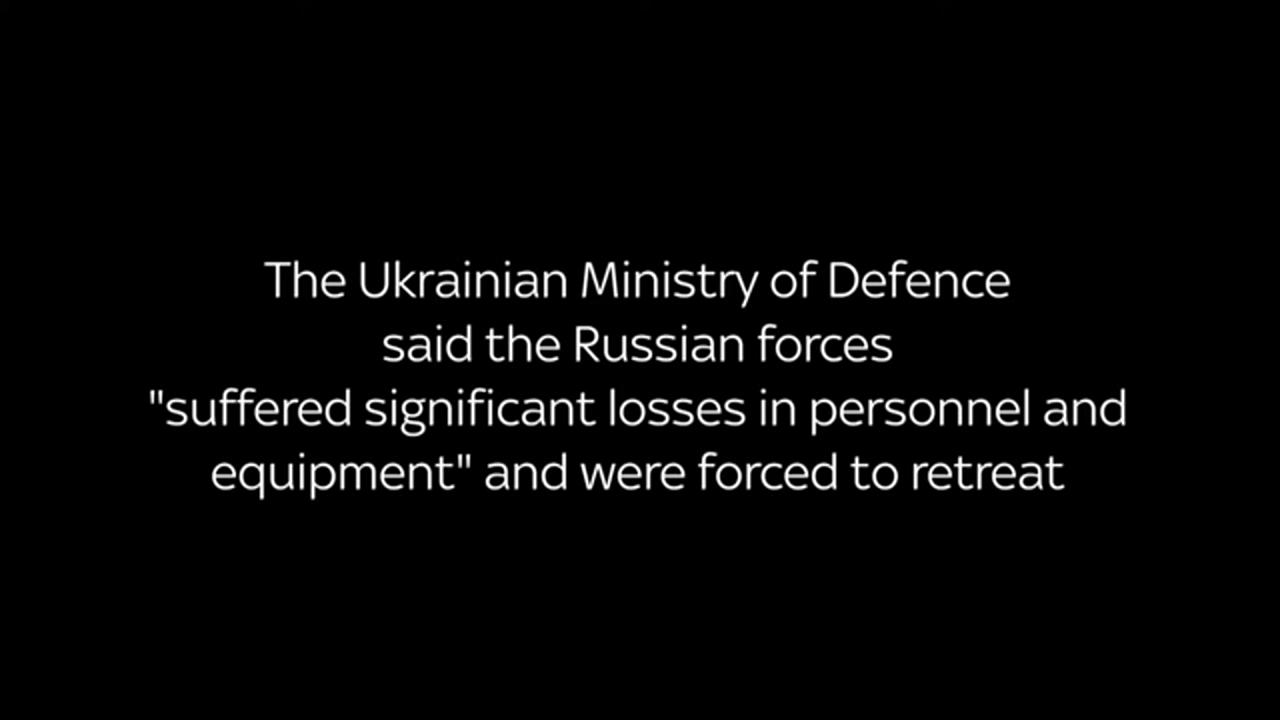 The Ukrainian Ministry of Defence
said the Russian forces
"suffered significant losses in personnel and
equipment" and were forced to retreat